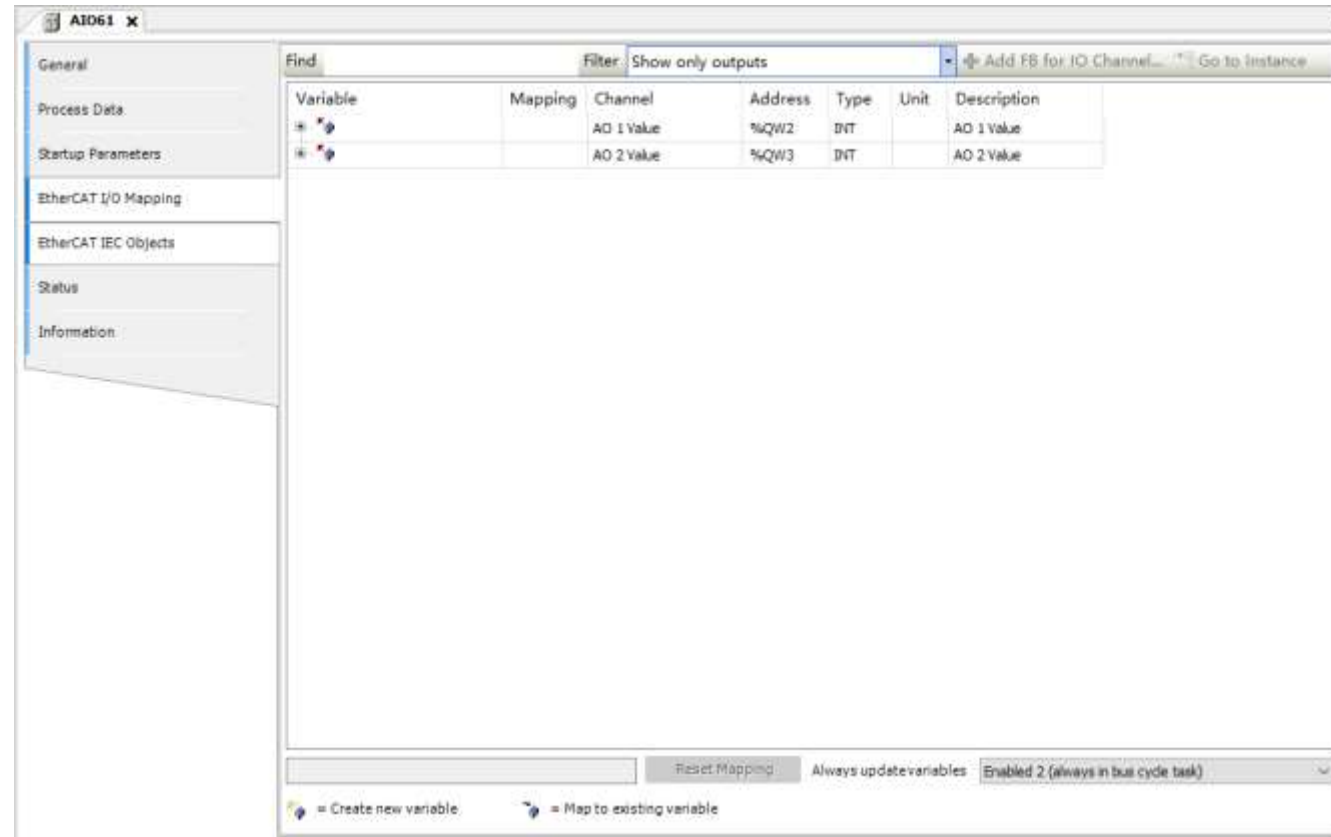 AIO61
General
Process Data
Startup Parameters
EtherCAT I/O Mapping
EtherCAT IEC Objects
Status
Information
Find Filter Show only outputs Add FB for IO Channel... Go to Instance
Variable Mapping Channel Address Type Unit Description
AO 1 Value %QW2 INT AO 1 Value
AO 2 Value %QW3 INT AO 2 Value
Reset Mapping Always update variables Enabled 2 (always in bus cycle task)
= Create new variable = Map to existing variable